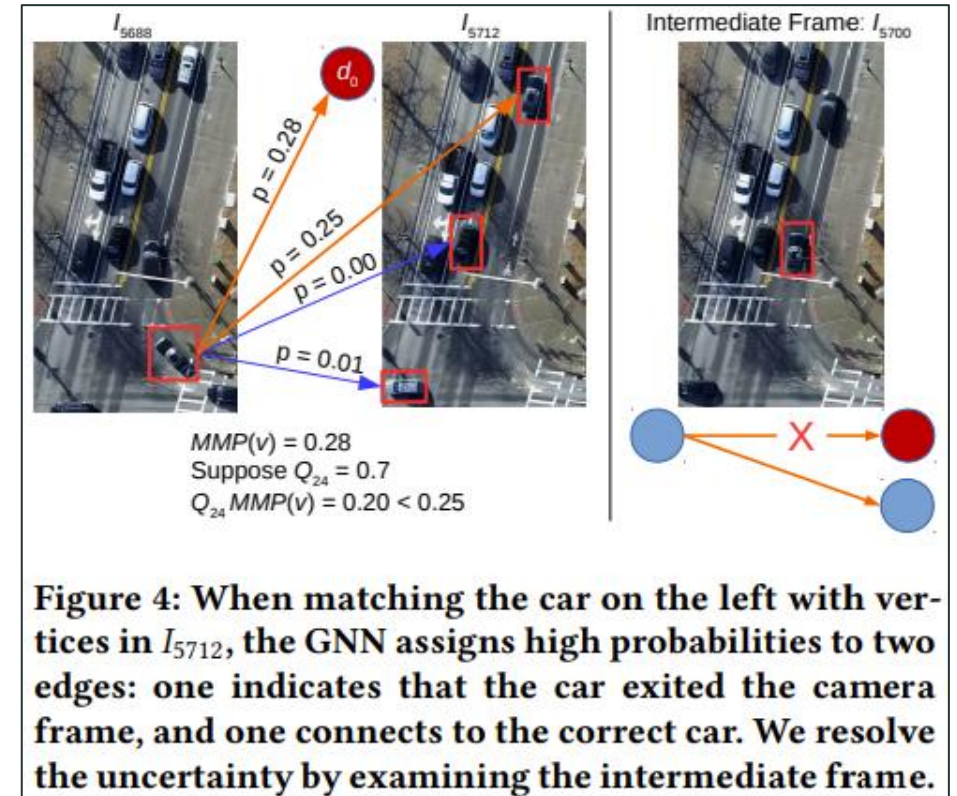 I5688
I5712
Intermediate Frame: I5700
d0
p = 0.28
p = 0.25
p = 0.00
p = 0.01
MMP(v) = 0.28
Suppose Q24 = 0.7
Q24 MMP(v) = 0.20 < 0.25
X
Figure 4: When matching the car on the left with ver-
tices in I5712, the GNN assigns high probabilities to two
edges: one indicates that the car exited the camera
frame, and one connects to the correct car. We resolve
the uncertainty by examining the intermediate frame.